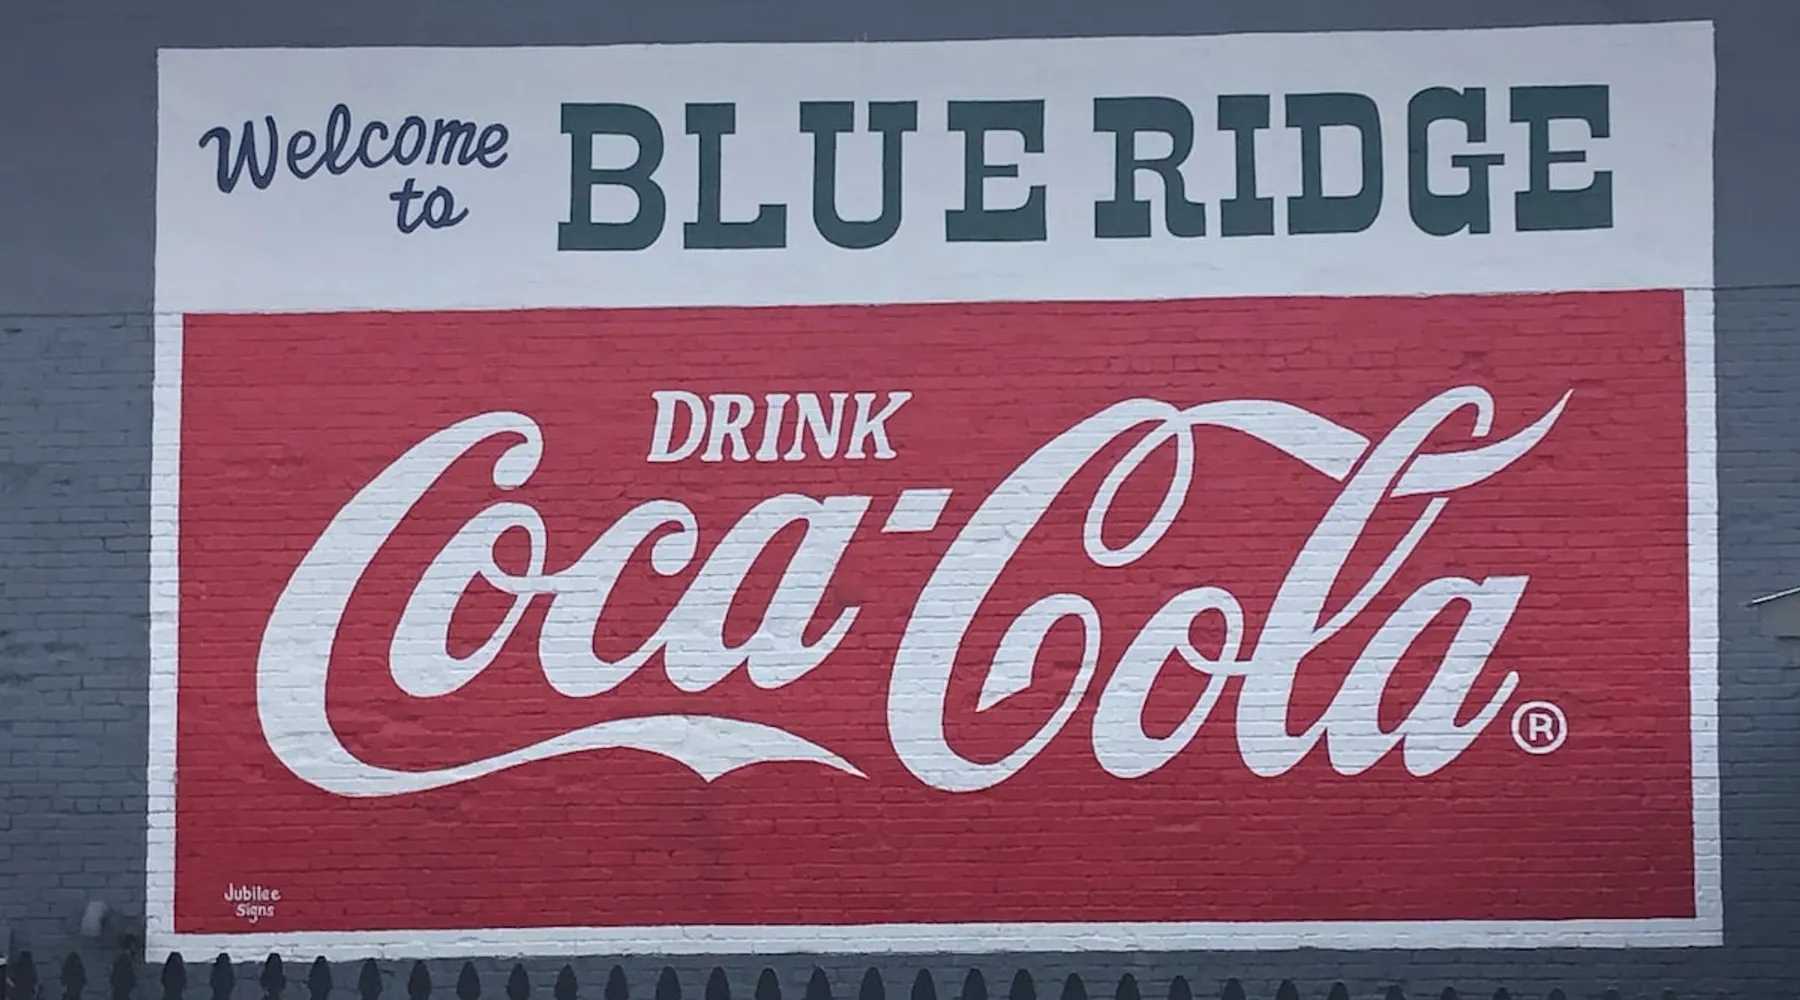 Welcome to BLUE RIDGE
DRINK
Coca-Cola®
Jubilee
Signs